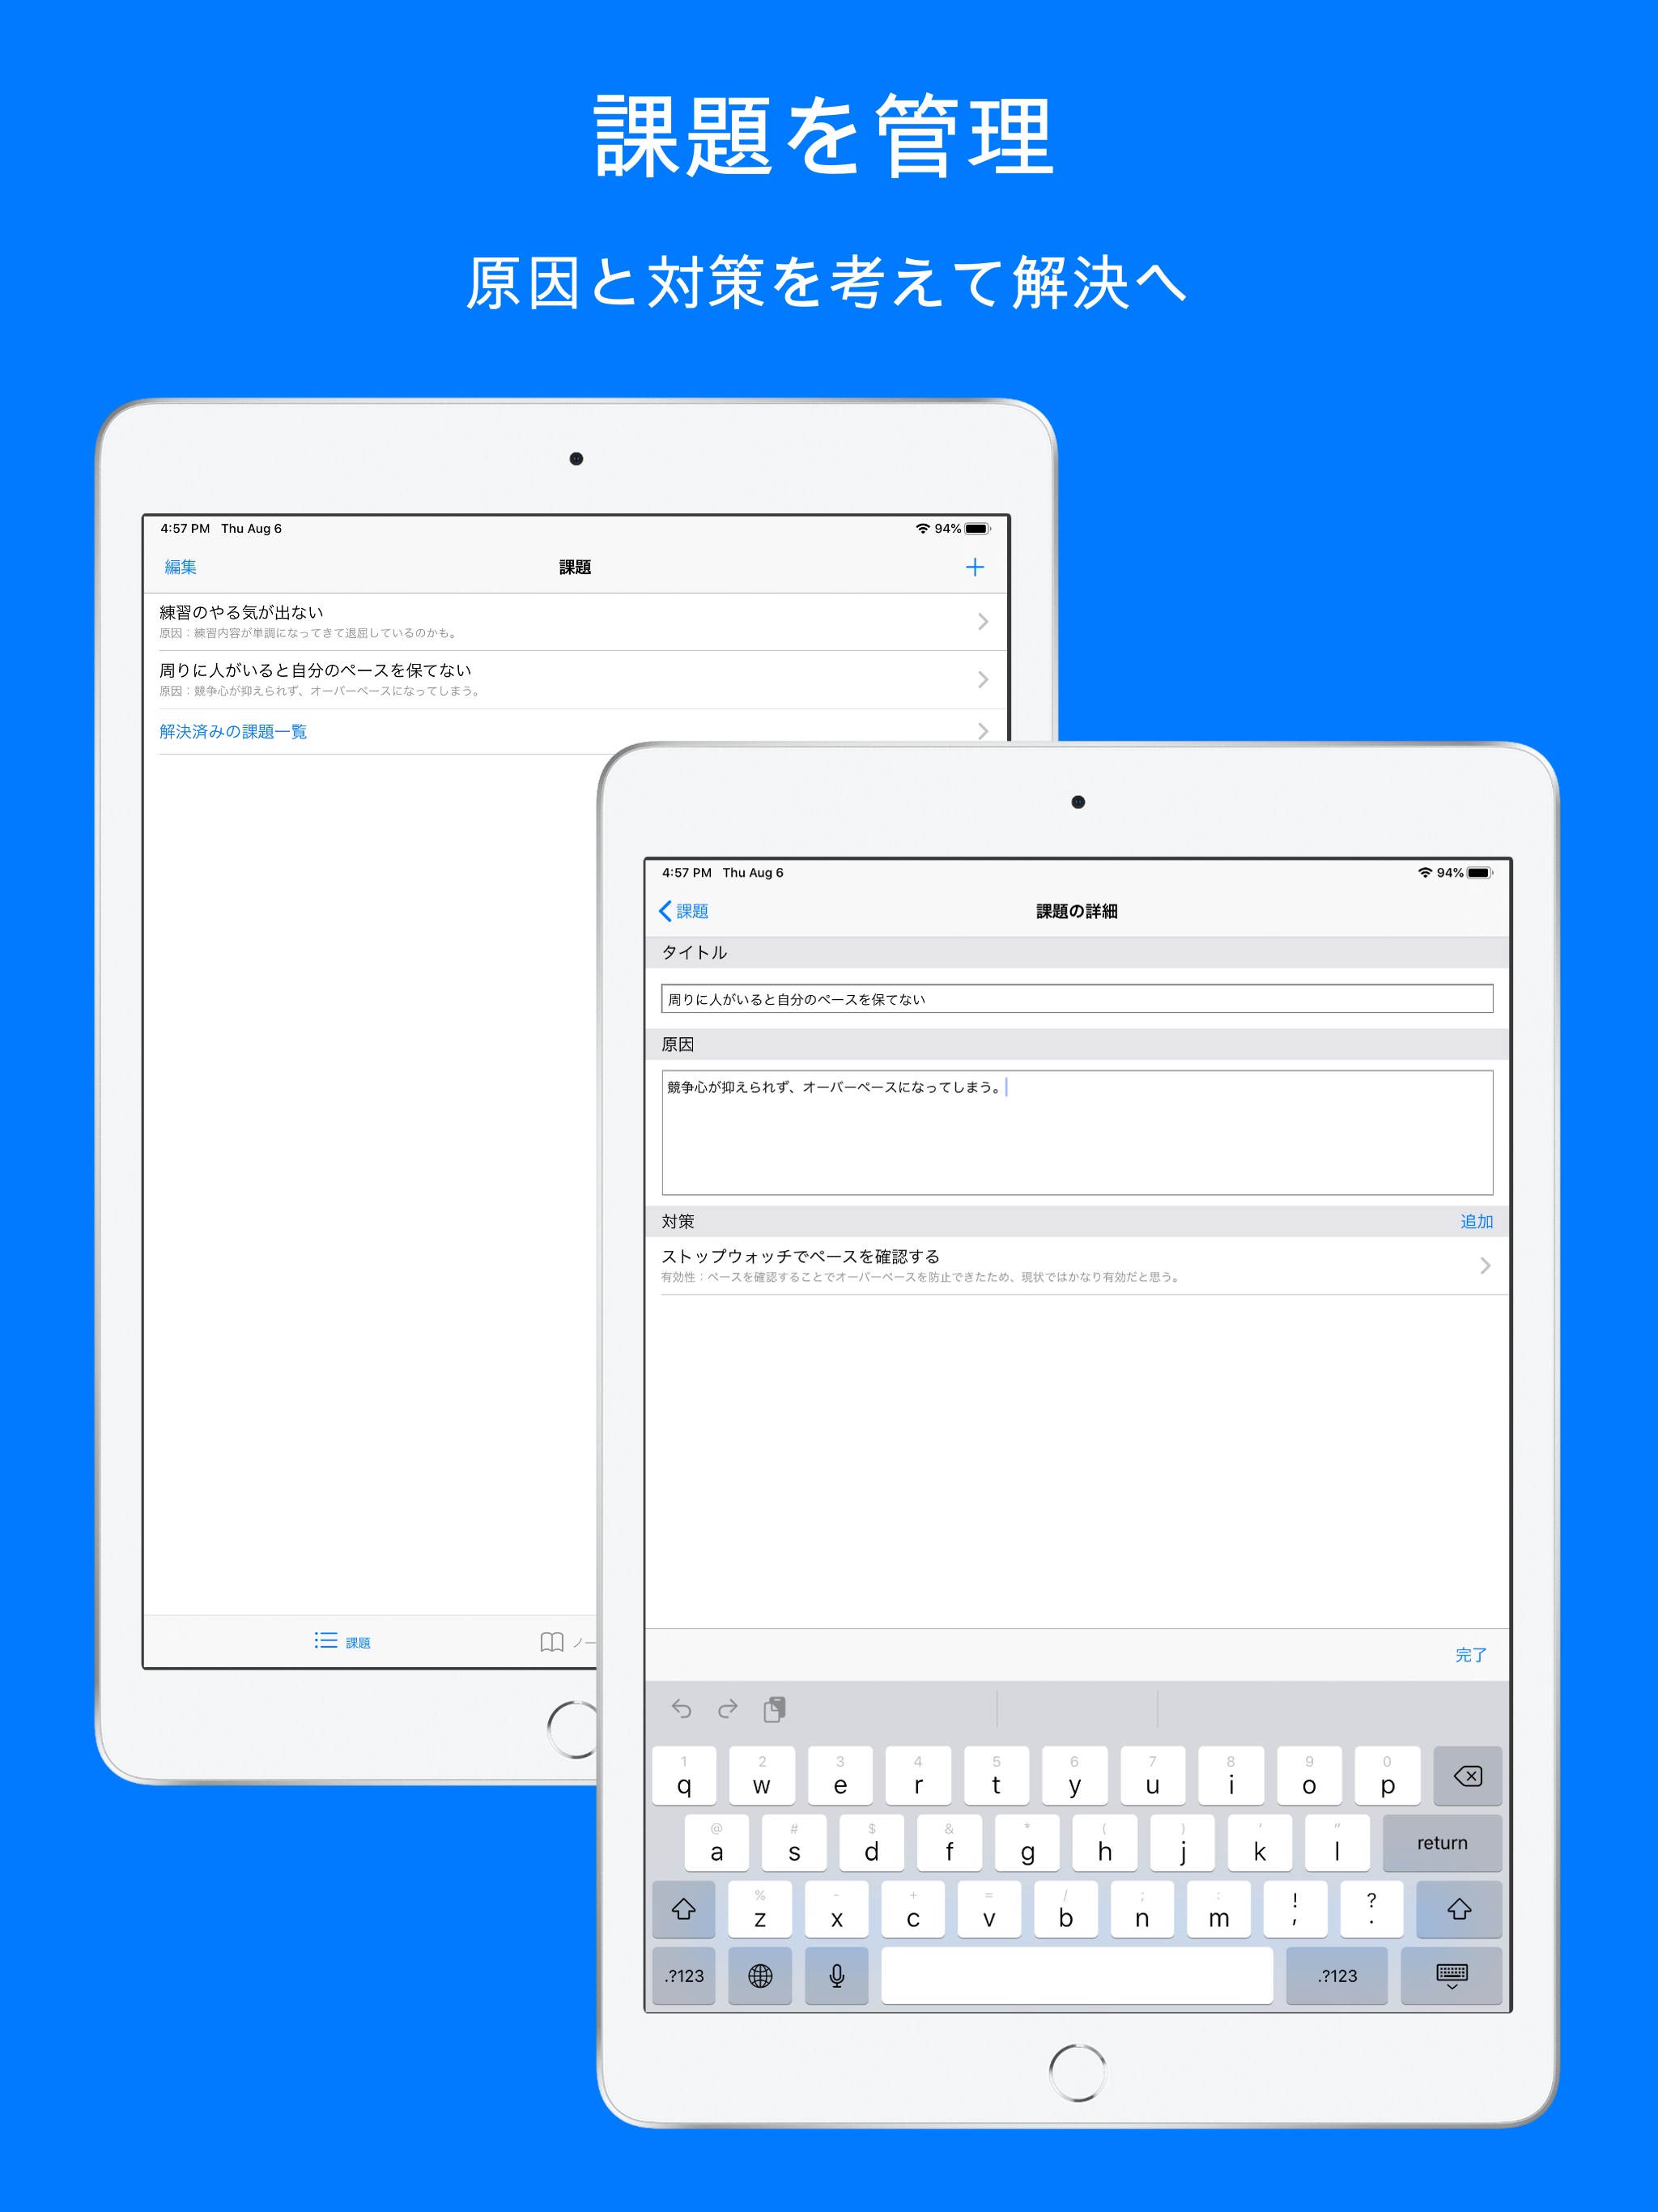 課題を管理
原因と対策を考えて解決へ
4:57 PM Thu Aug 6 94%
編集 課題 +
練習のやる気が出ない
原因：練習内容が単調になってきて退屈しているのかも。
周りに人がいると自分のペースを保てない
原因：競争心が抑えられず、オーバーペースになってしまう。
解決済みの課題一覧
課題 ノー
4:57 PM Thu Aug 6 94%
課題 課題の詳細
タイトル
周りに人がいると自分のペースを保てない
原因
競争心が抑えられず、オーバーペースになってしまう。
対策 追加
ストップウォッチでペースを確認する
有効性：ペースを確認することでオーバーペースを防止できたため、現状ではかなり有効だと思う。
完了
1 2 3 4 5 6 7 8 9 0
q w e r t y u i o p
@ # $ & * ( ) ' "
a s d f g h j k l return
% - + = / ; : ! ?
z x c v b n m , .
.?123 .?123